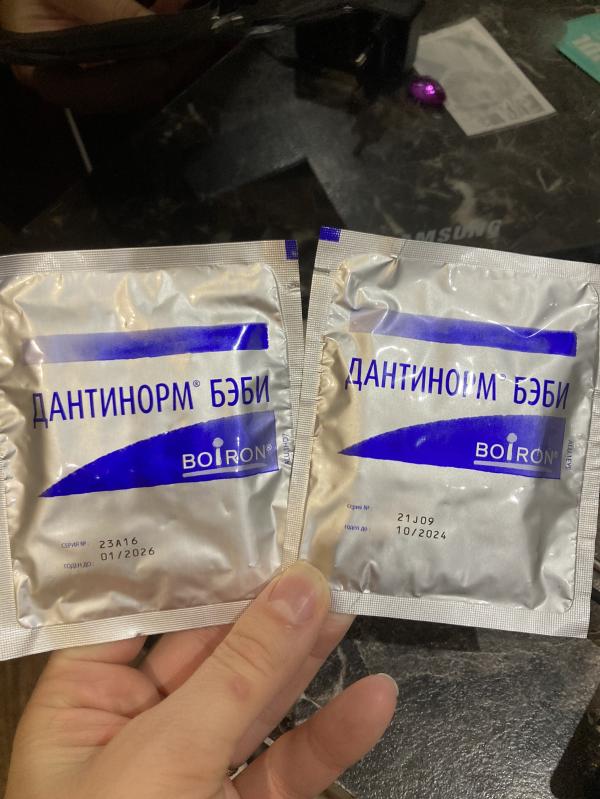 SAMSUNG
ДАНТИНОРМ® БЭБИ
BOIRON®
СЕРИЯ №: 23A16
ГОДЕН ДО: 01/2026
ДАНТИНОРМ® БЭБИ
BOIRON®
СЕРИЯ №: 21J09
ГОДЕН ДО: 10/2024